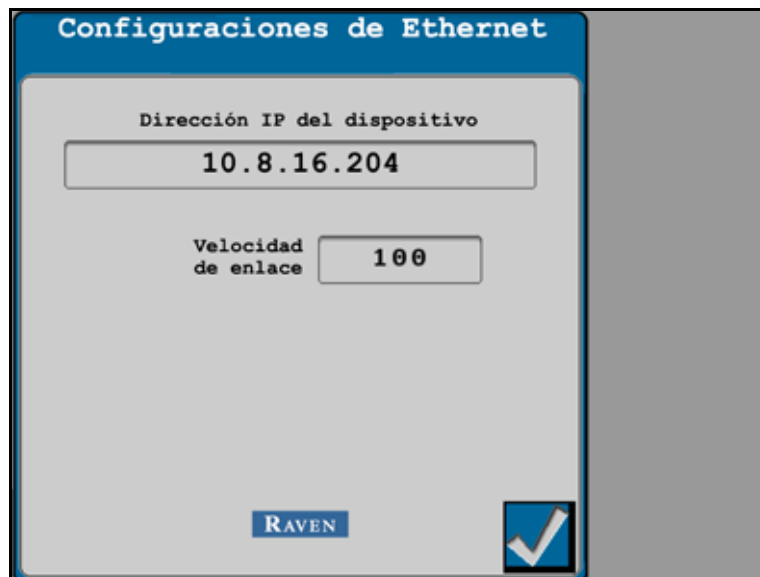 Configuraciones de Ethernet
Dirección IP del dispositivo
10.8.16.204
Velocidad
de enlace
100
RAVEN